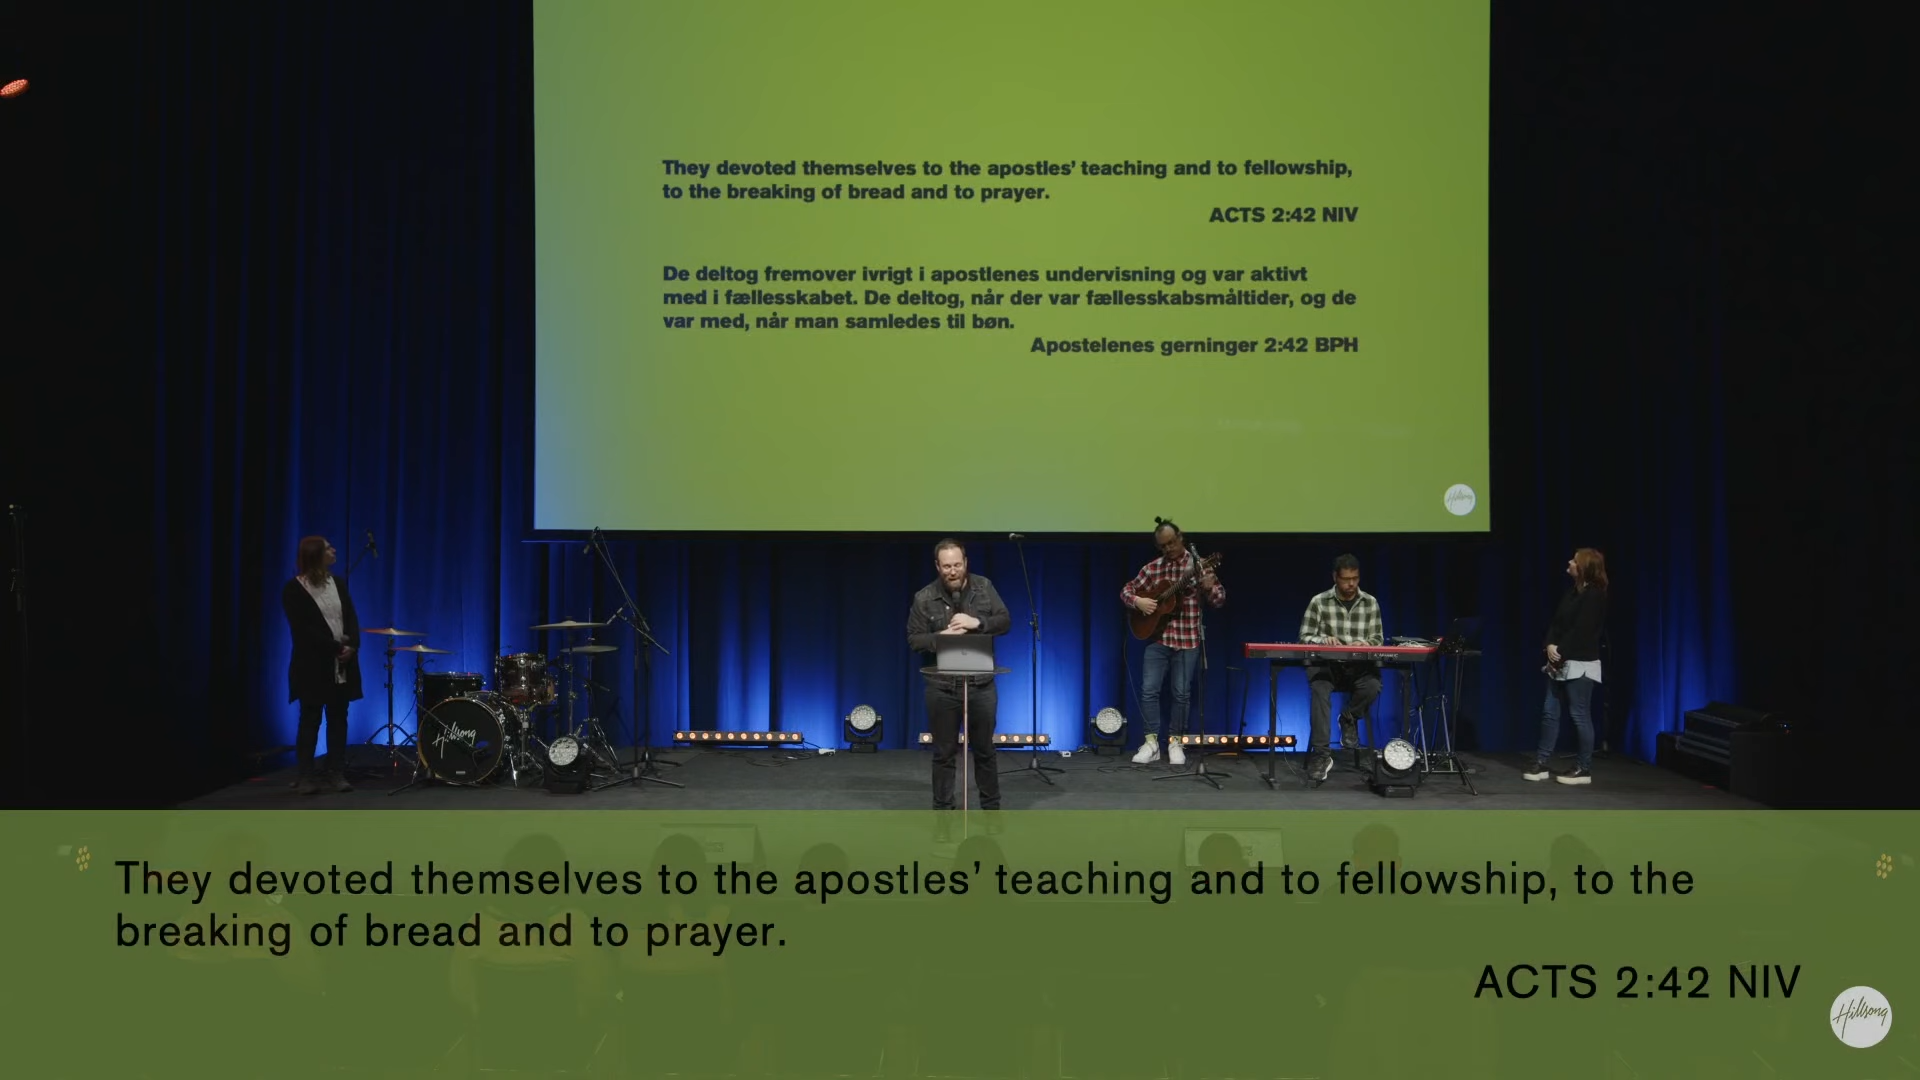 They devoted themselves to the apostles’ teaching and to fellowship,
to the breaking of bread and to prayer.
ACTS 2:42 NIV
De deltog fremover ivrigt i apostlenes undervisning og var aktivt
med i fællesskabet. De deltog, når der var fællesskabsmåltider, og de
var med, når man samledes til bøn.
Apostelenes gerninger 2:42 BPH
Hillsong
Hillsong
They devoted themselves to the apostles’ teaching and to fellowship, to the
breaking of bread and to prayer.
ACTS 2:42 NIV
Hillsong